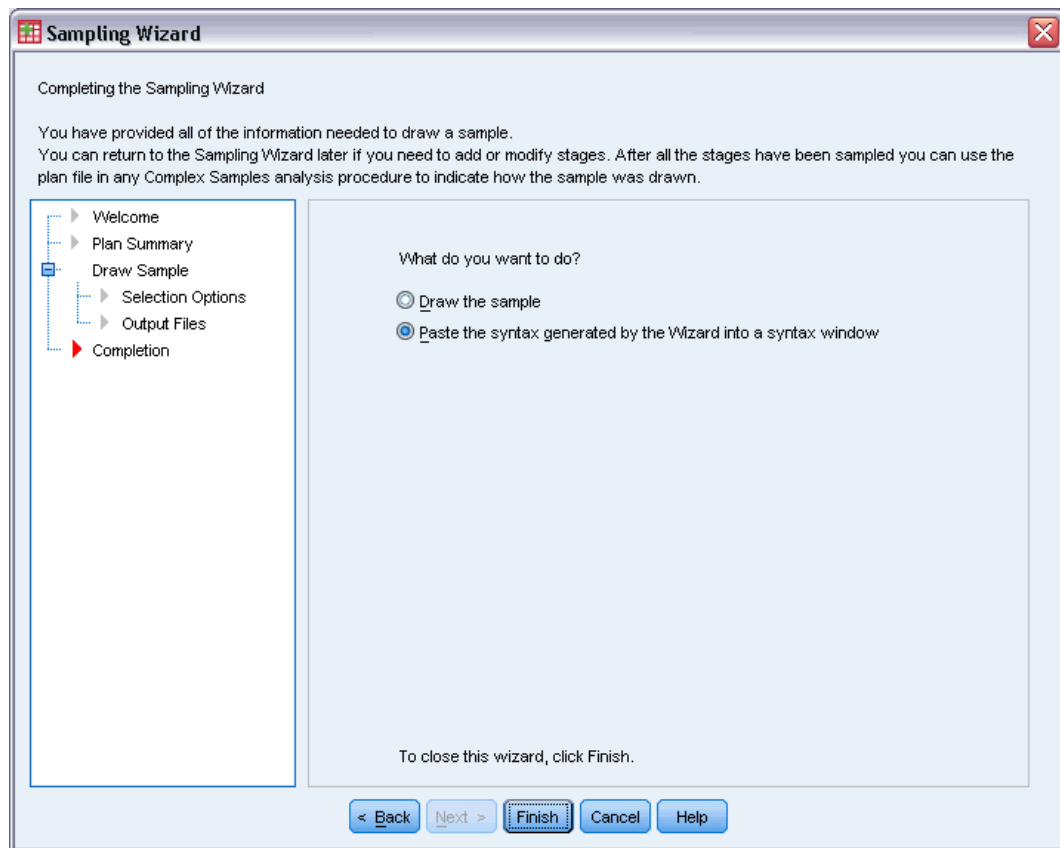 Sampling Wizard
Completing the Sampling Wizard
You have provided all of the information needed to draw a sample.
You can return to the Sampling Wizard later if you need to add or modify stages. After all the stages have been sampled you can use the
plan file in any Complex Samples analysis procedure to indicate how the sample was drawn.
Welcome
Plan Summary
Draw Sample
Selection Options
Output Files
Completion
What do you want to do?
Draw the sample
Paste the syntax generated by the Wizard into a syntax window
To close this wizard, click Finish.
< Back Next > Finish Cancel Help